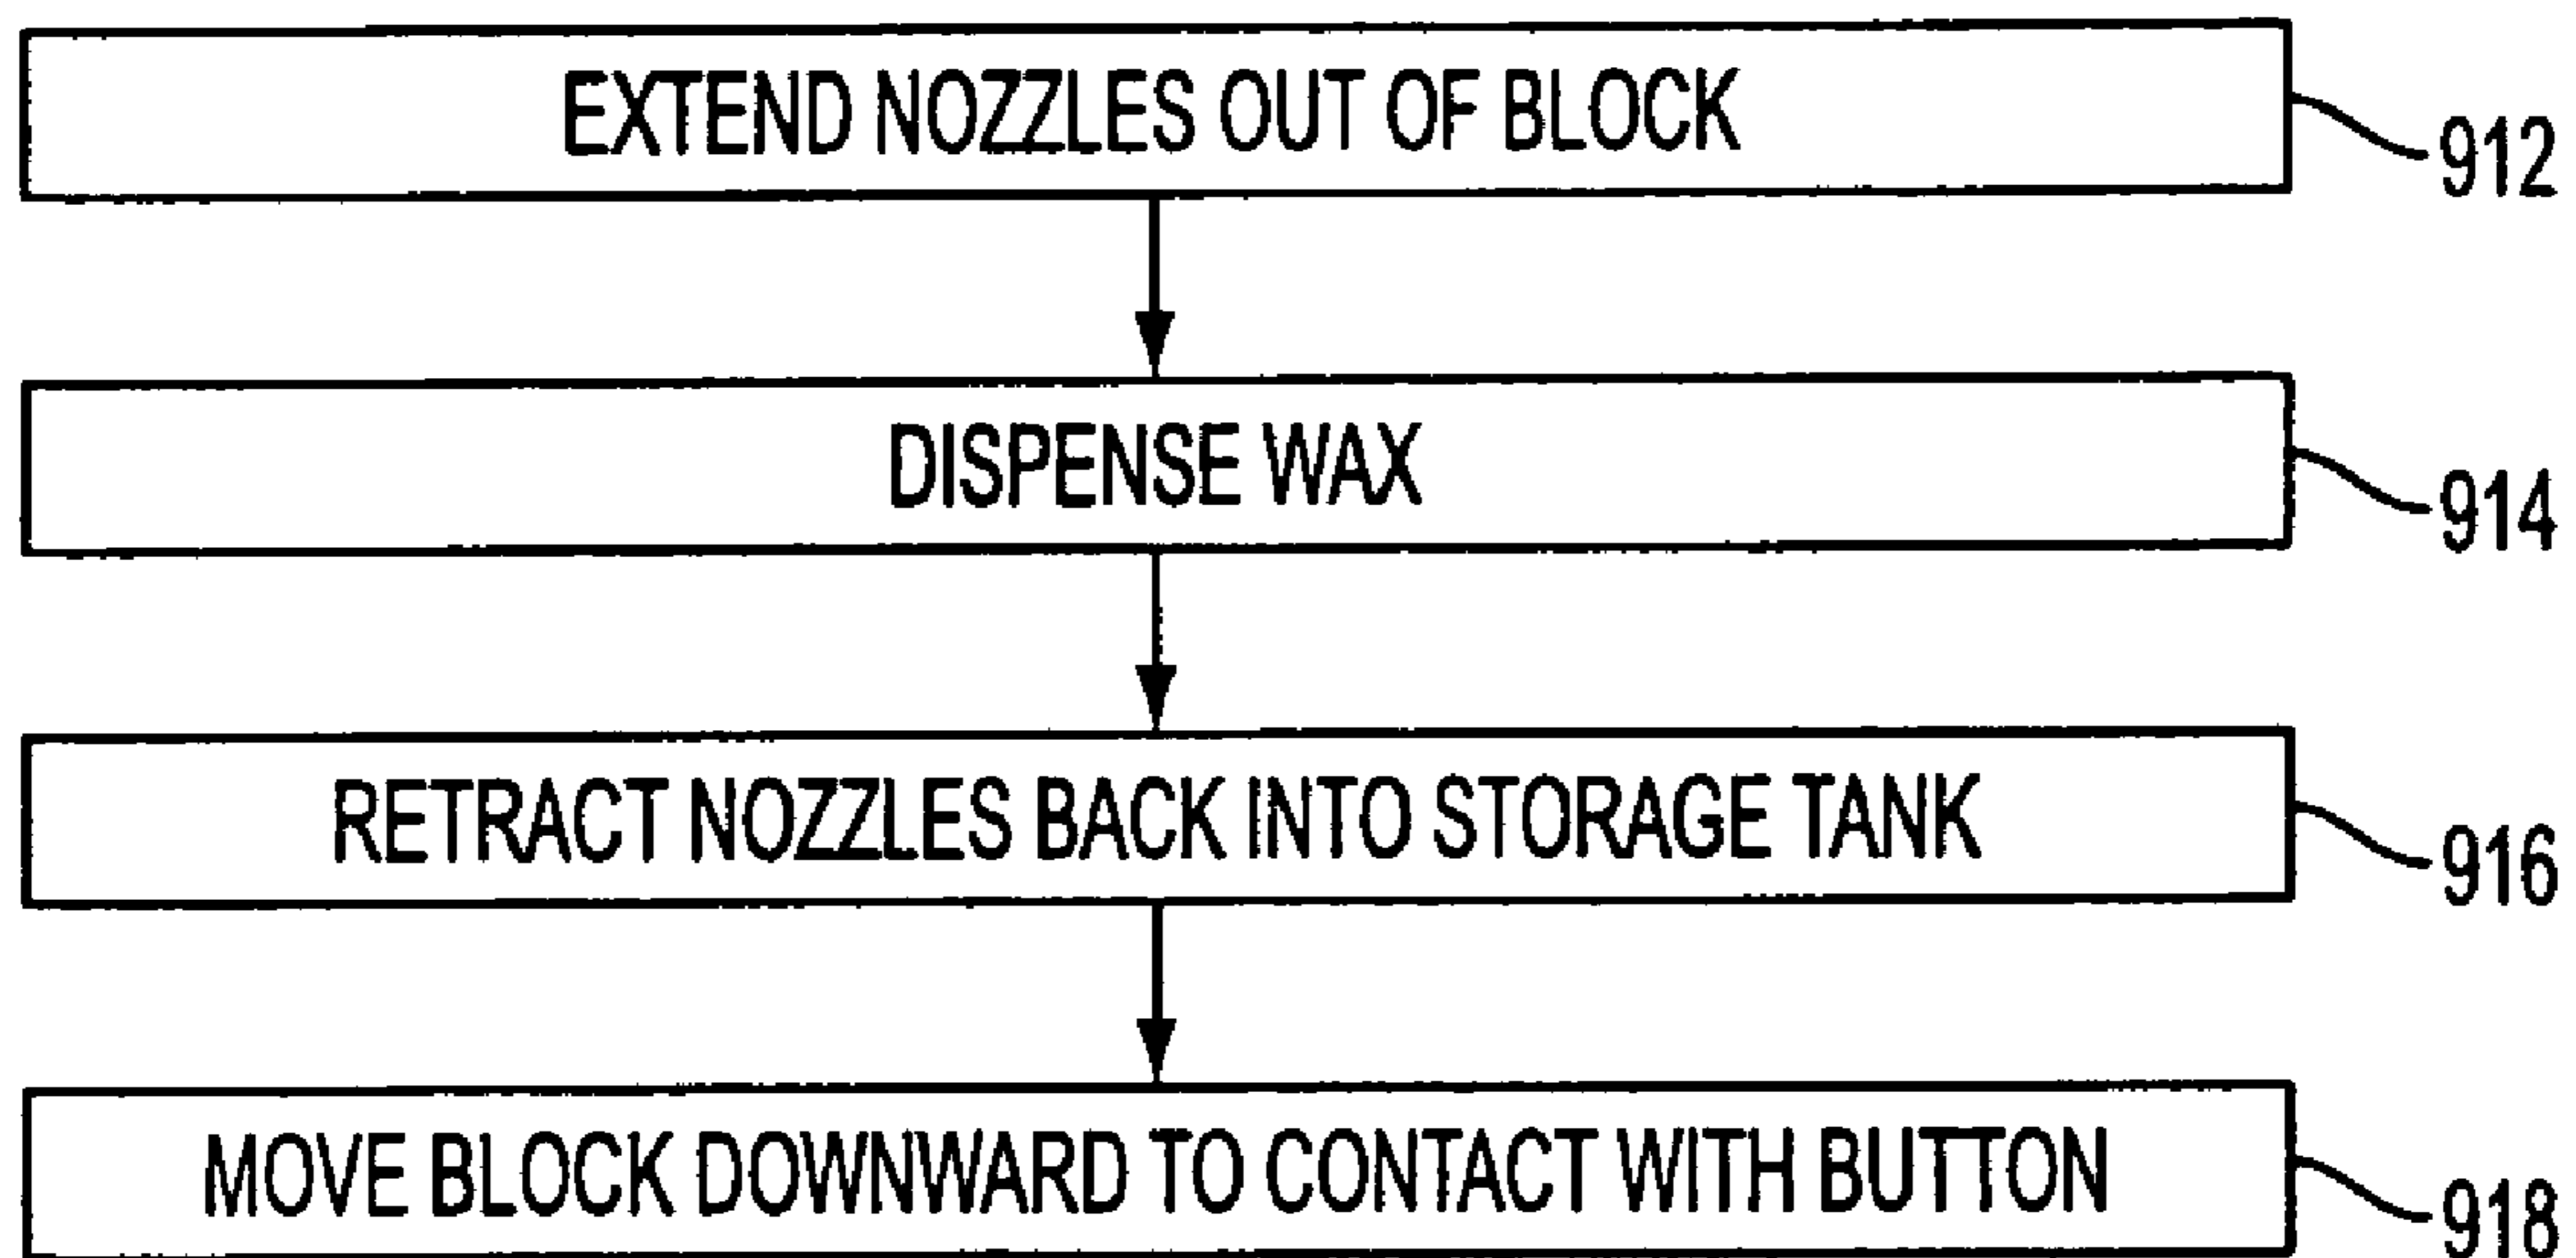 EXTEND NOZZLES OUT OF BLOCK
912
DISPENSE WAX
914
RETRACT NOZZLES BACK INTO STORAGE TANK
916
MOVE BLOCK DOWNWARD TO CONTACT WITH BUTTON
918